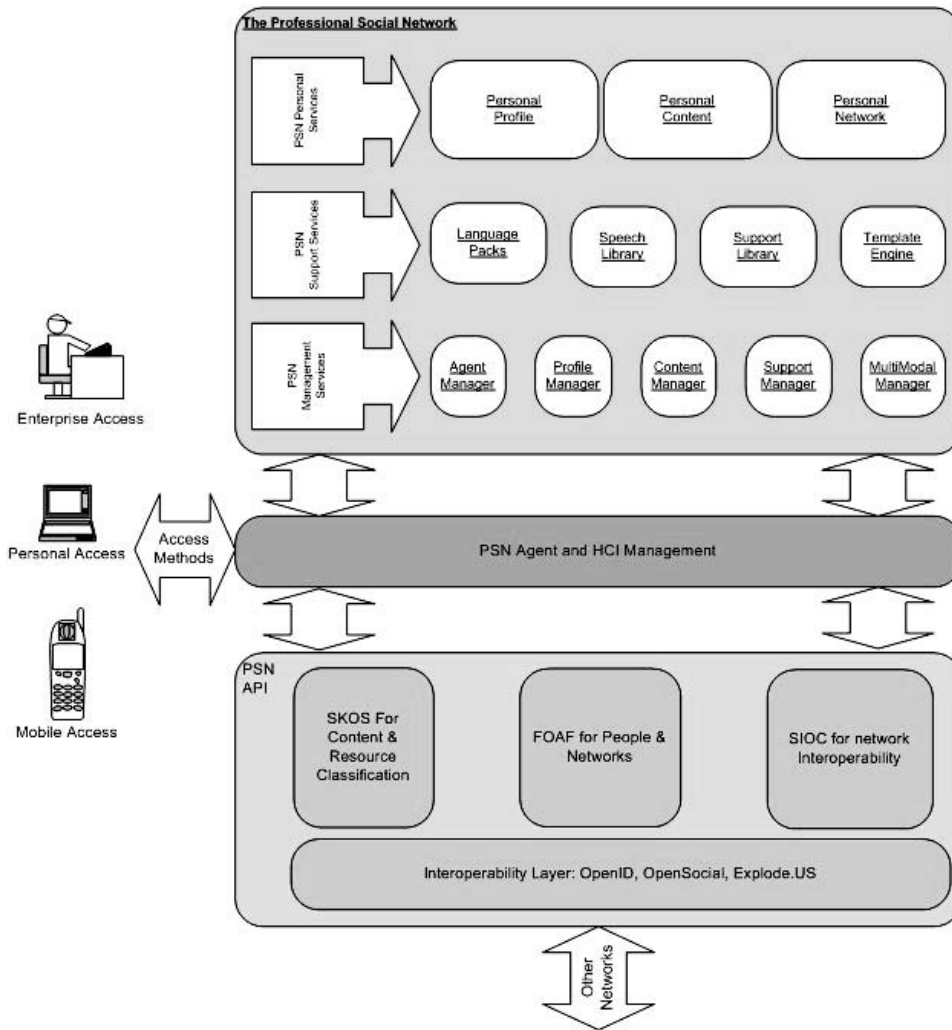 The Professional Social Network
PSN Personal
Services
Personal
Profile
Personal
Content
Personal
Network
PSN
Support Services
Language
Packs
Speech
Library
Support
Library
Template
Engine
PSN
Management
Services
Agent
Manager
Profile
Manager
Content
Manager
Support
Manager
MultiModal
Manager
Enterprise Access
Personal Access
Access
Methods
PSN Agent and HCI Management
Mobile Access
PSN
API
SKOS For
Content &
Resource
Classification
FOAF for People &
Networks
SIOC for network
Interoperability
Interoperability Layer: OpenID, OpenSocial, Explode.US
Other
Networks